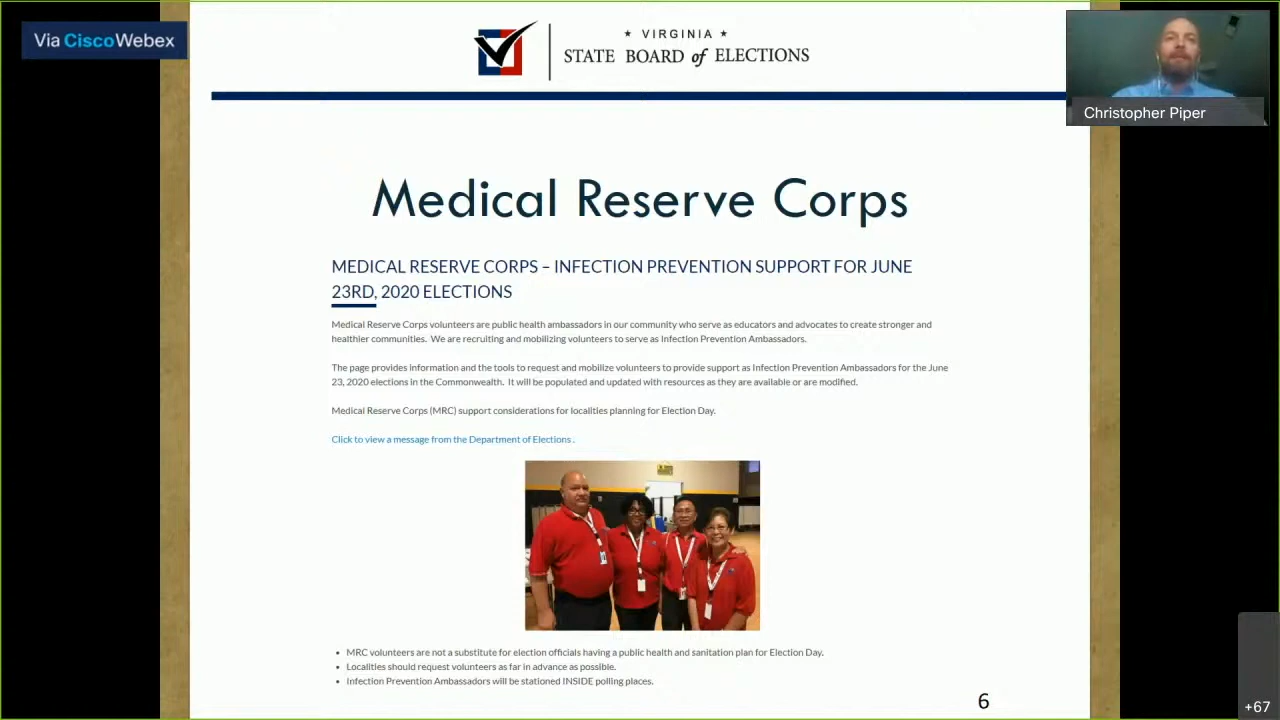 Via CiscoWebex
★ VIRGINIA ★
STATE BOARD of ELECTIONS
Christopher Piper
Medical Reserve Corps
MEDICAL RESERVE CORPS – INFECTION PREVENTION SUPPORT FOR JUNE
23RD, 2020 ELECTIONS
Medical Reserve Corps volunteers are public health ambassadors in our community who serve as educators and advocates to create stronger and
healthier communities. We are recruiting and mobilizing volunteers to serve as Infection Prevention Ambassadors.
The page provides information and the tools to request and mobilize volunteers to provide support as Infection Prevention Ambassadors for the June
23, 2020 elections in the Commonwealth. It will be populated and updated with resources as they are available or are modified.
Medical Reserve Corps (MRC) support considerations for localities planning for Election Day.
Click to view a message from the Department of Elections .
• MRC volunteers are not a substitute for election officials having a public health and sanitation plan for Election Day.
• Localities should request volunteers as far in advance as possible.
• Infection Prevention Ambassadors will be stationed INSIDE polling places.
6
+67